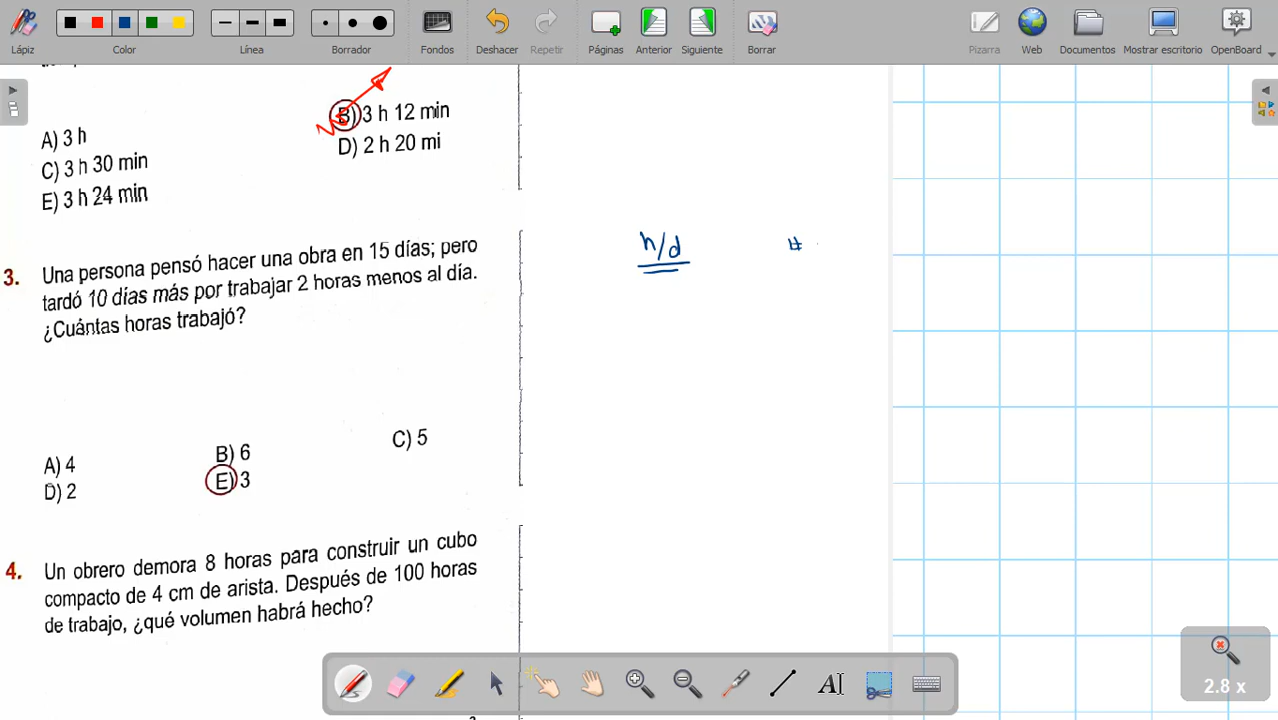 Lápiz
Color
Línea
Borrador
Fondos
Deshacer
Repetir
Páginas
Anterior
Siguiente
Borrar
Pizarra
Web
Documentos
Mostrar escritorio
OpenBoard
A) 3 h
B) 3 h 12 min
C) 3 h 30 min
D) 2 h 20 mi
E) 3 h 24 min
h/d
#
3. Una persona pensó hacer una obra en 15 días; pero
tardó 10 días más por trabajar 2 horas menos al día.
¿Cuántas horas trabajó?
A) 4
B) 6
C) 5
D) 2
E) 3
4. Un obrero demora 8 horas para construir un cubo
compacto de 4 cm de arista. Después de 100 horas
de trabajo, ¿qué volumen habrá hecho?
2.8 x